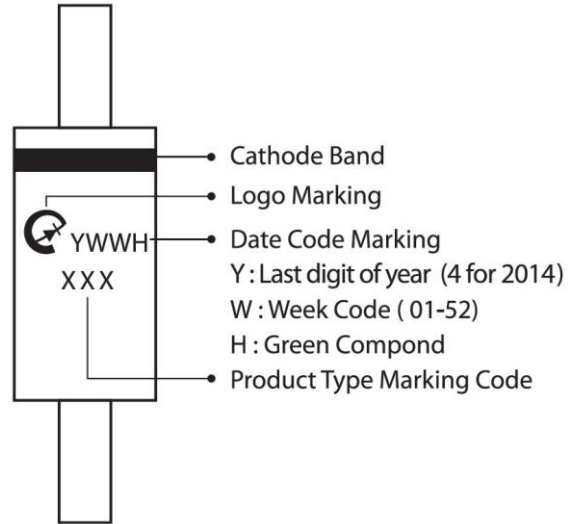 Cathode Band
Logo Marking
YWWH
Date Code Marking
XXX
Y : Last digit of year (4 for 2014)
W : Week Code ( 01-52)
H : Green Compond
Product Type Marking Code